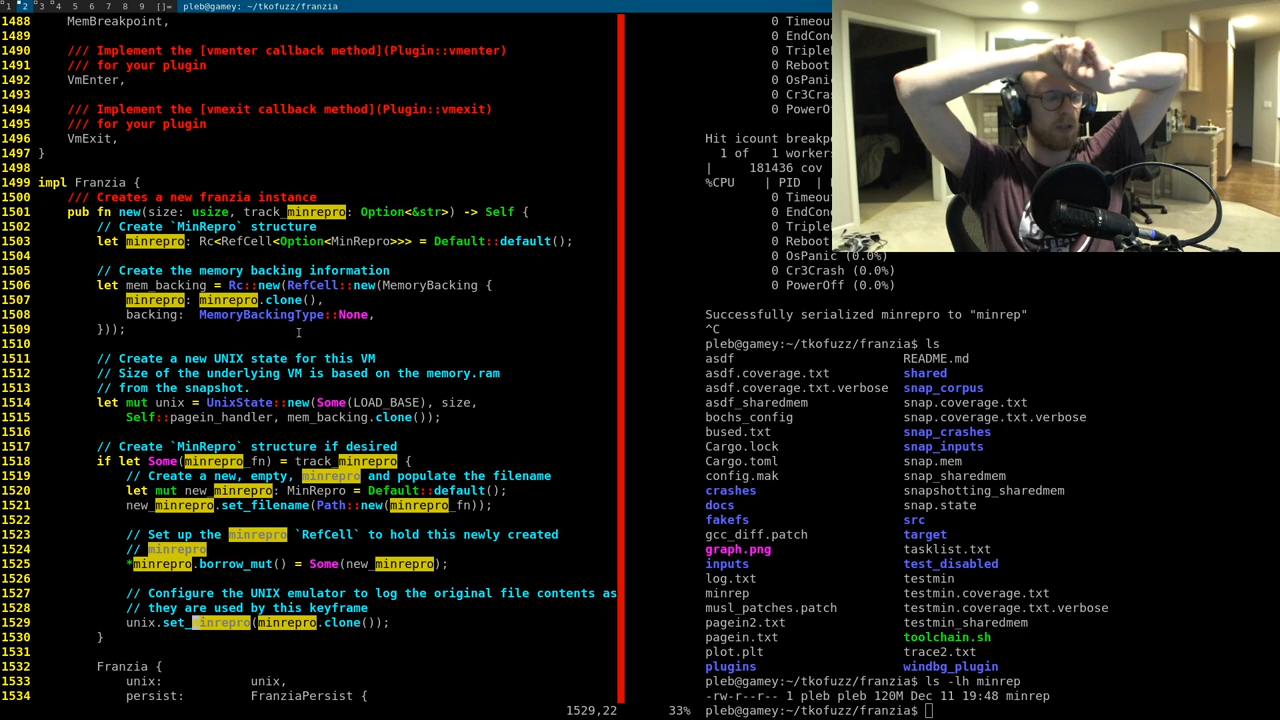 1 2 3 4 5 6 7 8 9 []= pleb@gamey: ~/tkofuzz/franzia
1488     MemBreakpoint,
1489
1490     /// Implement the [vmenter callback method](Plugin::vmenter)
1491     /// for your plugin
1492     VmEnter,
1493
1494     /// Implement the [vmexit callback method](Plugin::vmexit)
1495     /// for your plugin
1496     VmExit,
1497 }
1498
1499 impl Franzia {
1500     /// Creates a new franzia instance
1501     pub fn new(size: usize, track_minrepro: Option<&str>) -> Self {
1502         // Create `MinRepro` structure
1503         let minrepro: Rc<RefCell<Option<MinRepro>>> = Default::default();
1504
1505         // Create the memory backing information
1506         let mem_backing = Rc::new(RefCell::new(MemoryBacking {
1507             minrepro: minrepro.clone(),
1508             backing:  MemoryBackingType::None,
1509         }));
1510
1511         // Create a new UNIX state for this VM
1512         // Size of the underlying VM is based on the memory.ram
1513         // from the snapshot.
1514         let mut unix = UnixState::new(Some(LOAD_BASE), size,
1515             Self::pagein_handler, mem_backing.clone());
1516
1517         // Create `MinRepro` structure if desired
1518         if let Some(minrepro_fn) = track_minrepro {
1519             // Create a new, empty, minrepro and populate the filename
1520             let mut new_minrepro: MinRepro = Default::default();
1521             new_minrepro.set_filename(Path::new(minrepro_fn));
1522
1523             // Set up the minrepro `RefCell` to hold this newly created
1524             // minrepro
1525             *minrepro.borrow_mut() = Some(new_minrepro);
1526
1527             // Configure the UNIX emulator to log the original file contents as
1528             // they are used by this keyframe
1529             unix.set_minrepro(minrepro.clone());
1530         }
1531
1532         Franzia {
1533             unix:            unix,
1534             persist:         FranziaPersist {
1529,22 33%
0 Timeou
0 EndCon
0 Triple
0 Reboot
0 OsPani
0 Cr3Cra
0 PowerO
Hit icount breakp
1 of   1 workers
|     181436 cov
%CPU    | PID  |
0 Timeou
0 EndCon
0 Triple
0 Reboot
0 OsPanic (0.0%)
0 Cr3Crash (0.0%)
0 PowerOff (0.0%)
Successfully serialized minrepro to "minrep"
^C
pleb@gamey:~/tkofuzz/franzia$ ls
asdf                       README.md
asdf.coverage.txt          shared
asdf.coverage.txt.verbose  snap_corpus
asdf_sharedmem             snap.coverage.txt
bochs_config               snap.coverage.txt.verbose
bused.txt                  snap_crashes
Cargo.lock                 snap_inputs
Cargo.toml                 snap.mem
config.mak                 snap_sharedmem
crashes                    snapshotting_sharedmem
docs                       snap.state
fakefs                     src
gcc_diff.patch             target
graph.png                  tasklist.txt
inputs                     test_disabled
log.txt                    testmin
minrep                     testmin.coverage.txt
musl_patches.patch         testmin.coverage.txt.verbose
pagein2.txt                testmin_sharedmem
pagein.txt                 toolchain.sh
plot.plt                   trace2.txt
plugins                    windbg_plugin
pleb@gamey:~/tkofuzz/franzia$ ls -lh minrep
-rw-r--r-- 1 pleb pleb 120M Dec 11 19:48 minrep
pleb@gamey:~/tkofuzz/franzia$